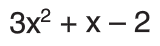 3x² + x – 2